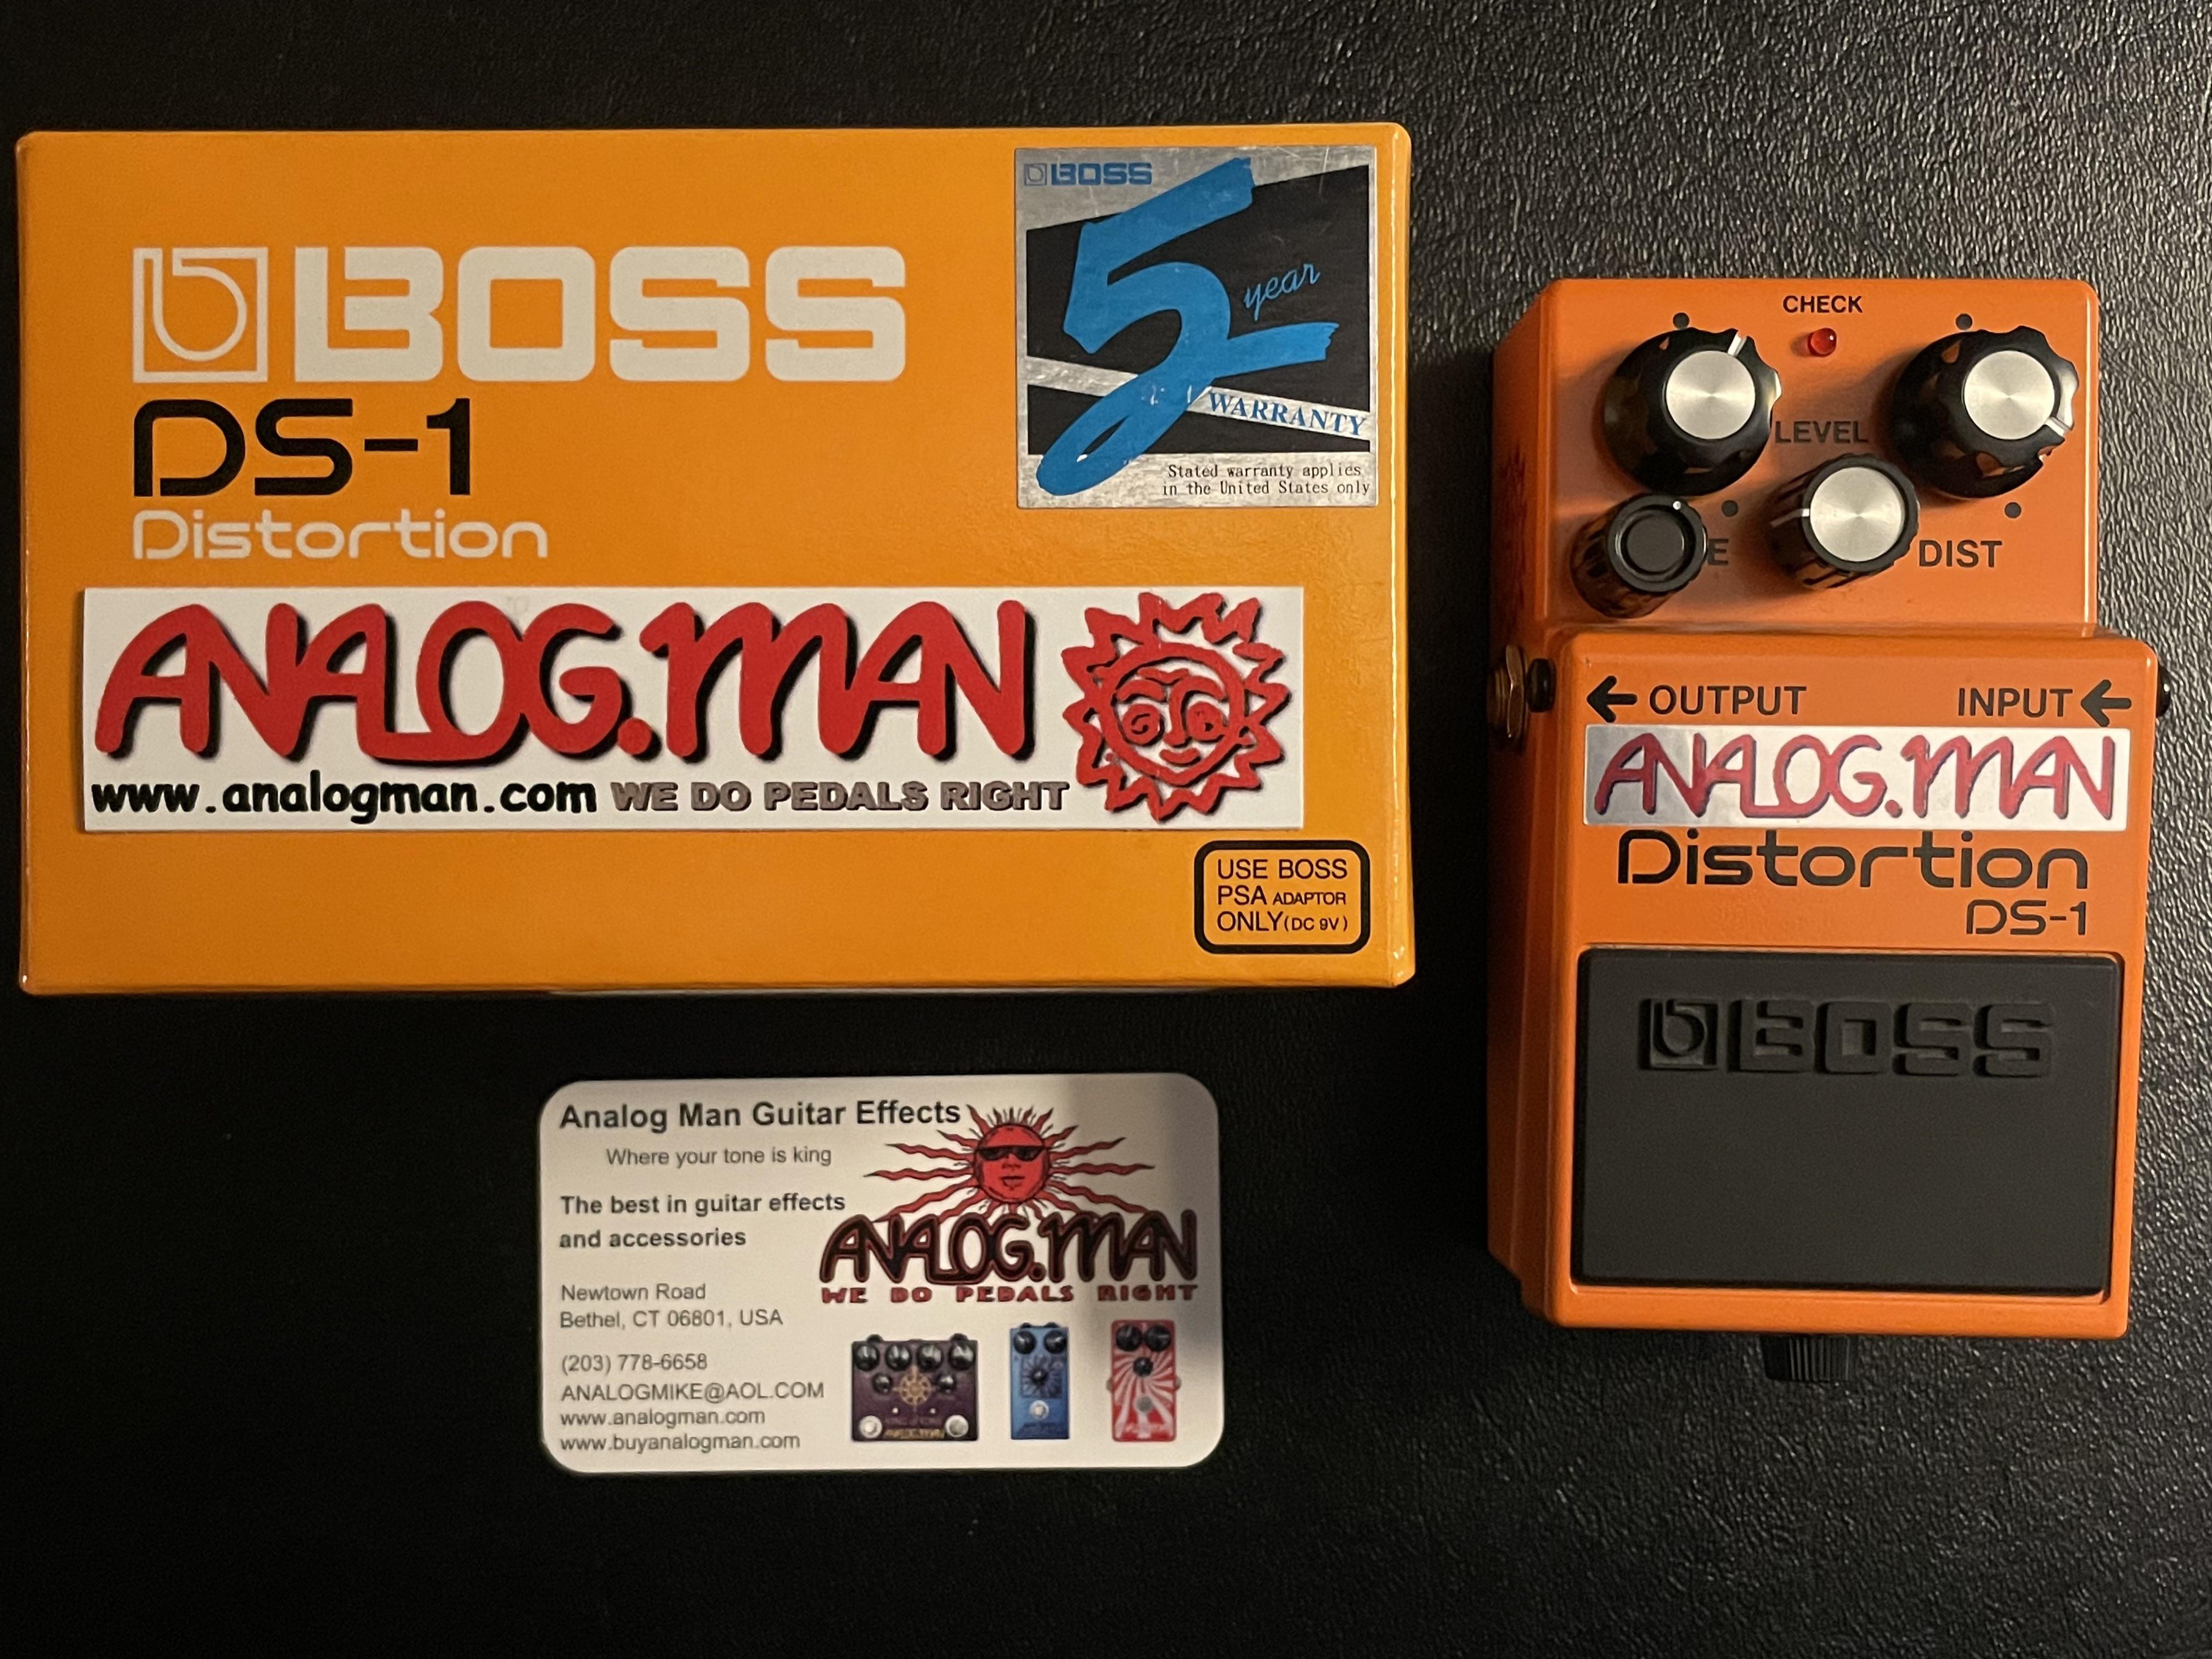 BOSS
DS-1
Distortion
BOSS
5
year
WARRANTY
Stated warranty applies
in the United States only
ANALOG.MAN
www.analogman.com WE DO PEDALS RIGHT
USE BOSS
PSA ADAPTOR
ONLY(DC 9V)
Analog Man Guitar Effects
Where your tone is king
The best in guitar effects
and accessories
Newtown Road
Bethel, CT 06801, USA
(203) 778-6658
ANALOGMIKE@AOL.COM
www.analogman.com
www.buyanalogman.com
ANALOG.MAN
WE DO PEDALS RIGHT
CHECK
LEVEL
E
DIST
OUTPUT
INPUT
ANALOG.MAN
Distortion
DS-1
BOSS